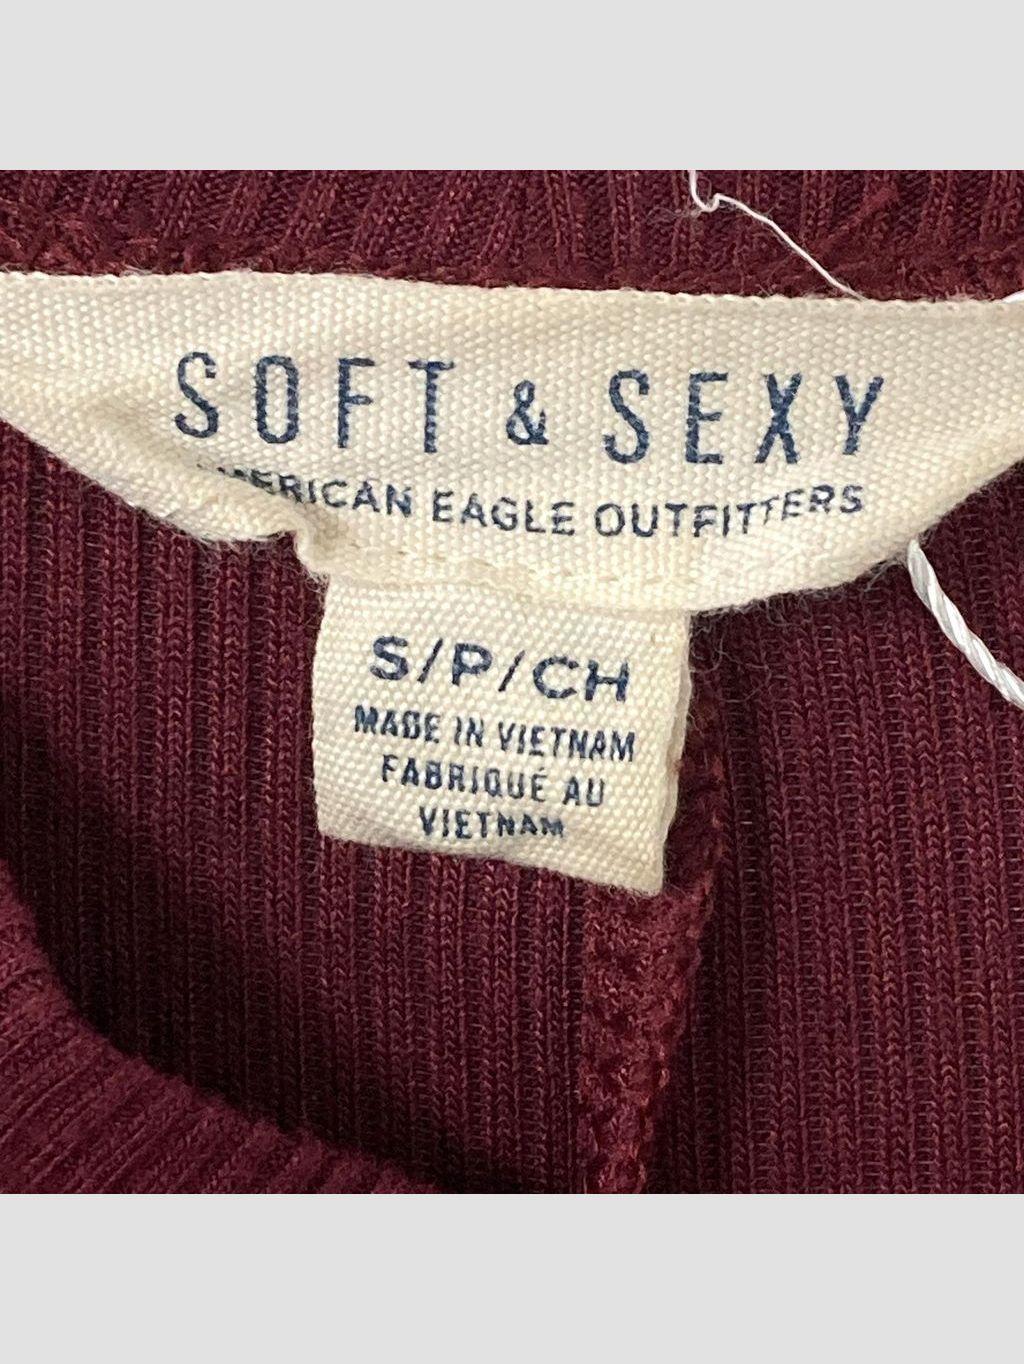 SOFT & SEXY
AMERICAN EAGLE OUTFITTERS
S/P/CH
MADE IN VIETNAM
FABRIQUÉ AU
VIETNAM